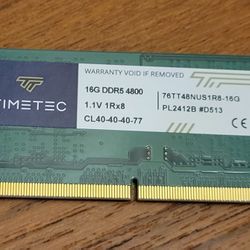 WARRANTY VOID IF REMOVED
TIMETEC
16G DDR5 4800
1.1V 1Rx8
CL40-40-40-77
76TT48NUS1R8-16G
PL2412B #D513
CE